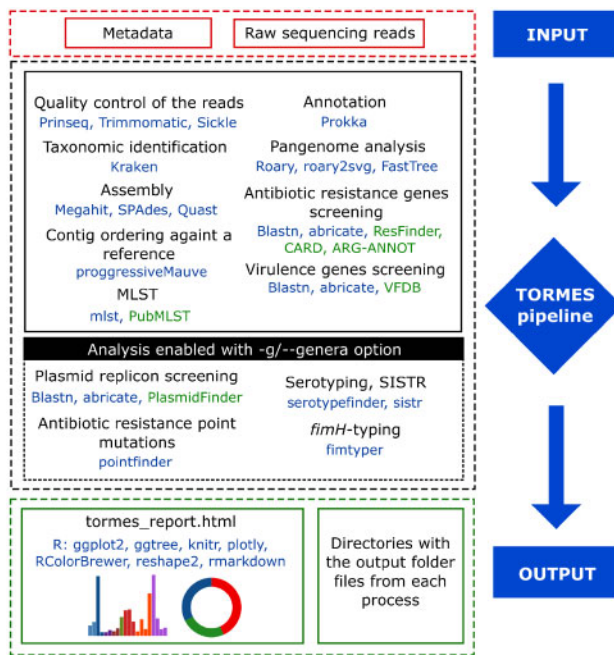 Metadata
Raw sequencing reads
INPUT
Quality control of the reads
Prinseq, Trimmomatic, Sickle
Taxonomic identification
Kraken
Assembly
Megahit, SPAdes, Quast
Contig ordering againt a
reference
proggressiveMauve
MLST
mlst, PubMLST
Annotation
Prokka
Pangenome analysis
Roary, roary2svg, FastTree
Antibiotic resistance genes
screening
Blastn, abricate, ResFinder,
CARD, ARG-ANNOT
Virulence genes screening
Blastn, abricate, VFDB
TORMES
pipeline
Analysis enabled with -g/--genera option
Plasmid replicon screening
Blastn, abricate, PlasmidFinder
Antibiotic resistance point
mutations
pointfinder
Serotyping, SISTR
serotypefinder, sistr
fimH-typing
fimtyper
tormes_report.html
R: ggplot2, ggtree, knitr, plotly,
RColorBrewer, reshape2, rmarkdown
Directories with
the output folder
files from each
process
OUTPUT